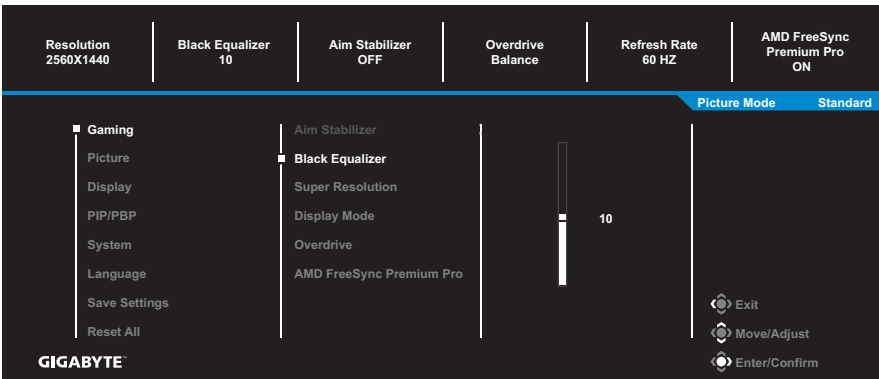 Resolution
2560X1440
Black Equalizer
10
Aim Stabilizer
OFF
Overdrive
Balance
Refresh Rate
60 HZ
AMD FreeSync
Premium Pro
ON
Picture Mode Standard
Gaming
Picture
Display
PIP/PBP
System
Language
Save Settings
Reset All
Aim Stabilizer
Black Equalizer
Super Resolution
Display Mode
Overdrive
AMD FreeSync Premium Pro
10
Exit
Move/Adjust
Enter/Confirm
GIGABYTE™